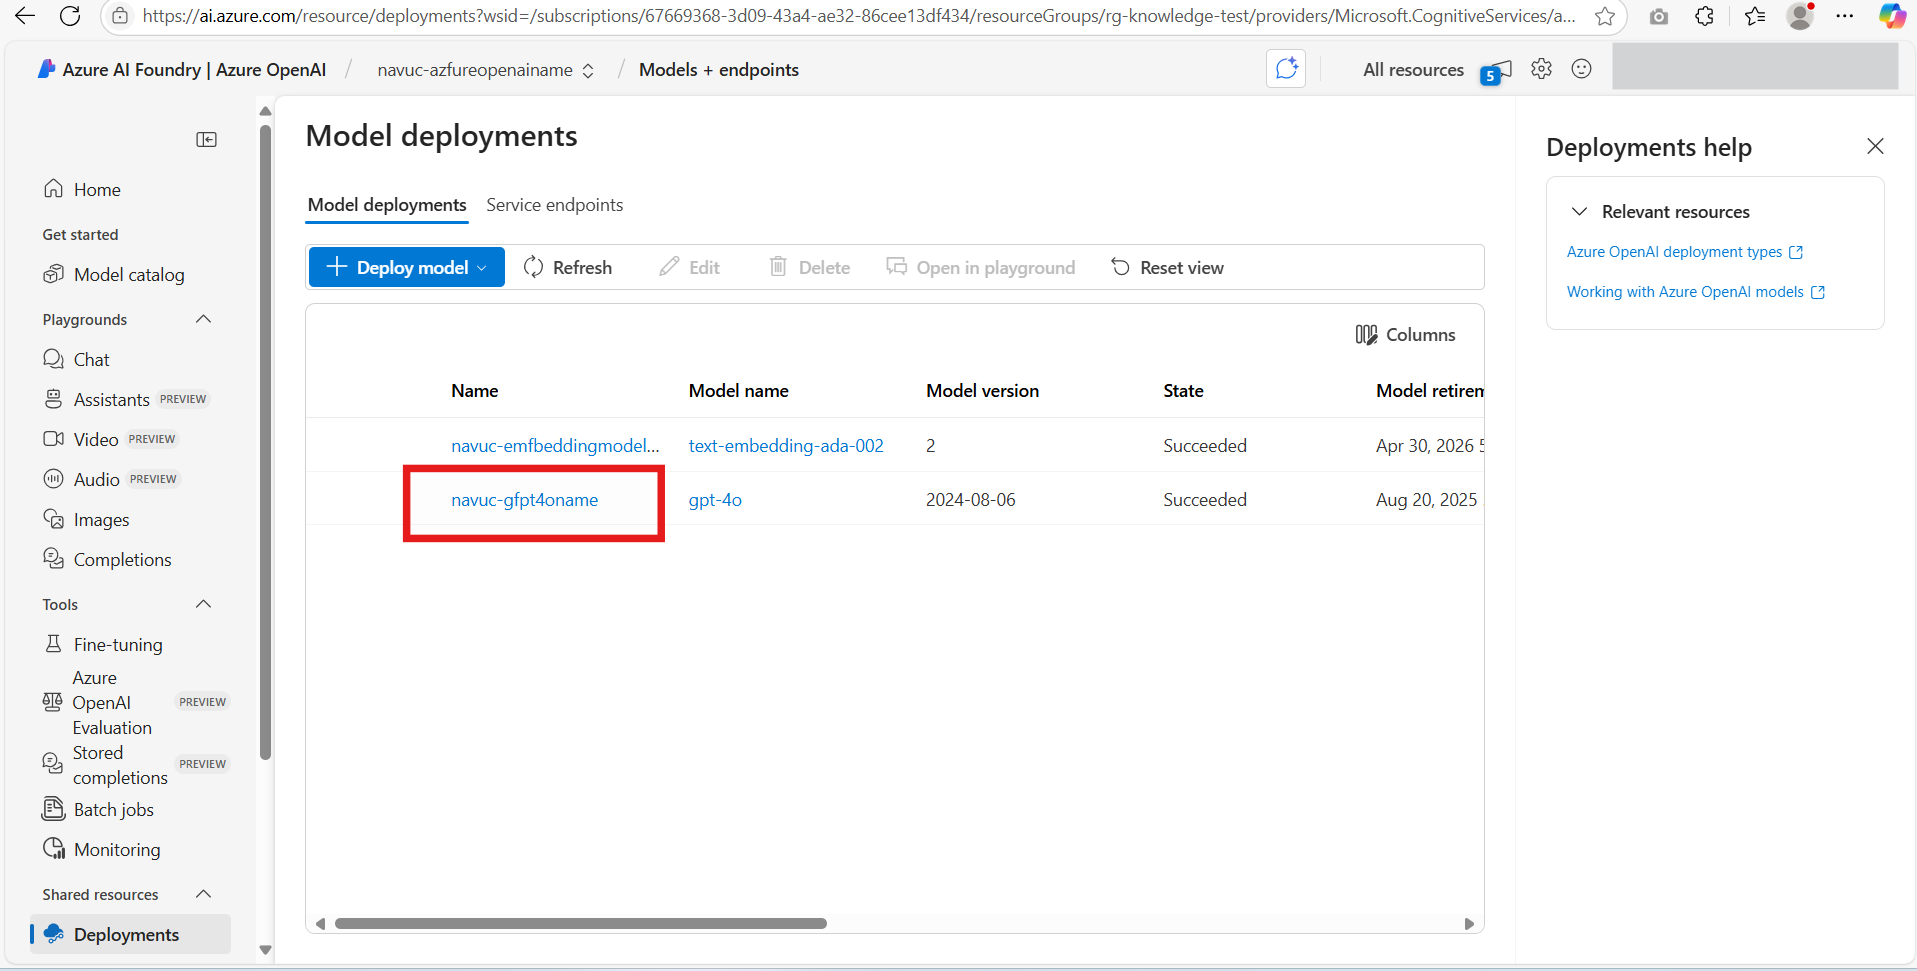 https://ai.azure.com/resource/deployments?wsid=/subscriptions/67669368-3d09-43a4-ae32-86cee13df434/resourceGroups/rg-knowledge-test/providers/Microsoft.CognitiveServices/a...
Azure AI Foundry | Azure OpenAI / navuc-azfureopenainame / Models + endpoints
All resources
5
Home
Get started
Model catalog
Playgrounds
Chat
Assistants PREVIEW
Video PREVIEW
Audio PREVIEW
Images
Completions
Tools
Fine-tuning
Azure
OpenAI PREVIEW
Evaluation
Stored
completions PREVIEW
Batch jobs
Monitoring
Shared resources
Deployments
Model deployments
Model deployments Service endpoints
Deploy model Refresh Edit Delete Open in playground Reset view
Columns
Name Model name Model version State Model retirem
navuc-emfbeddingmodel... text-embedding-ada-002 2 Succeeded Apr 30, 2026 5
navuc-gfpt4oname gpt-4o 2024-08-06 Succeeded Aug 20, 2025
Deployments help
Relevant resources
Azure OpenAI deployment types
Working with Azure OpenAI models